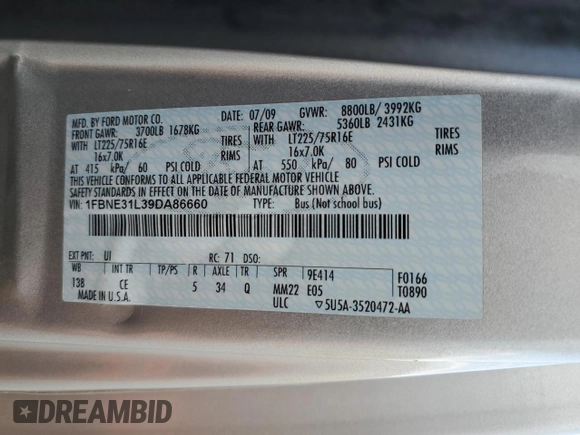 MFD. BY FORD MOTOR CO. DATE: 07/09 GVWR: 8800LB/ 3992KG
FRONT GAWR: 3700LB 1678KG REAR GAWR: 5360LB 2431KG
WITH LT225/75R16E TIRES WITH LT225/75R16E TIRES
16x7.0K RIMS 16x7.0K RIMS
AT 415 kPa/ 60 PSI COLD AT 550 kPa/ 80 PSI COLD
THIS VEHICLE CONFORMS TO ALL APPLICABLE FEDERAL MOTOR VEHICLE
SAFETY STANDARDS IN EFFECT ON THE DATE OF MANUFACTURE SHOWN ABOVE.
VIN: 1FBNE31L39DA86660 TYPE: Bus (Not school bus)
EXT PNT: UI RC: 71 DSO:
WB INT TR TP/PS R AXLE TR SPR 9E414 F0166
138 CE 5 34 Q MM22 E05 T0890
MADE IN U.S.A. ULC ▽5U5A-3520472-AA
DREAMBID